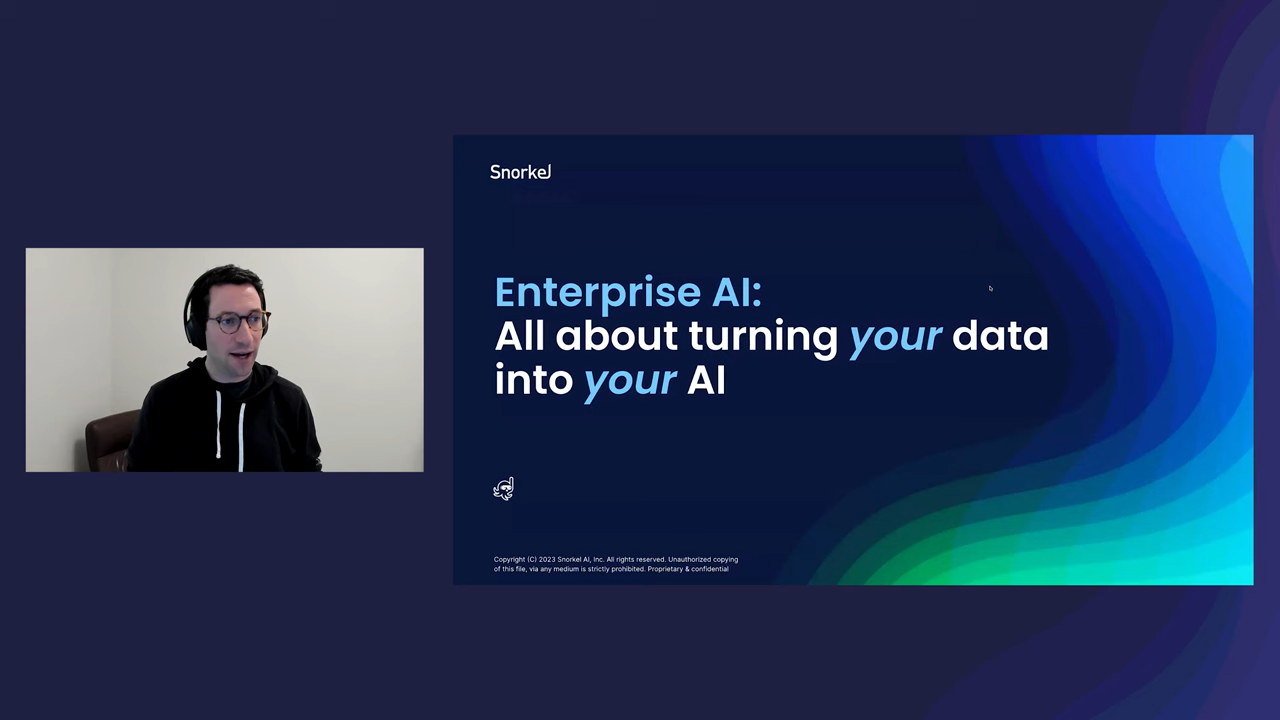 Snorkel
Enterprise AI:
All about turning your data
into your AI
Copyright (C) 2023 Snorkel AI, Inc. All rights reserved. Unauthorized copying
of this file, via any medium is strictly prohibited. Proprietary & confidential